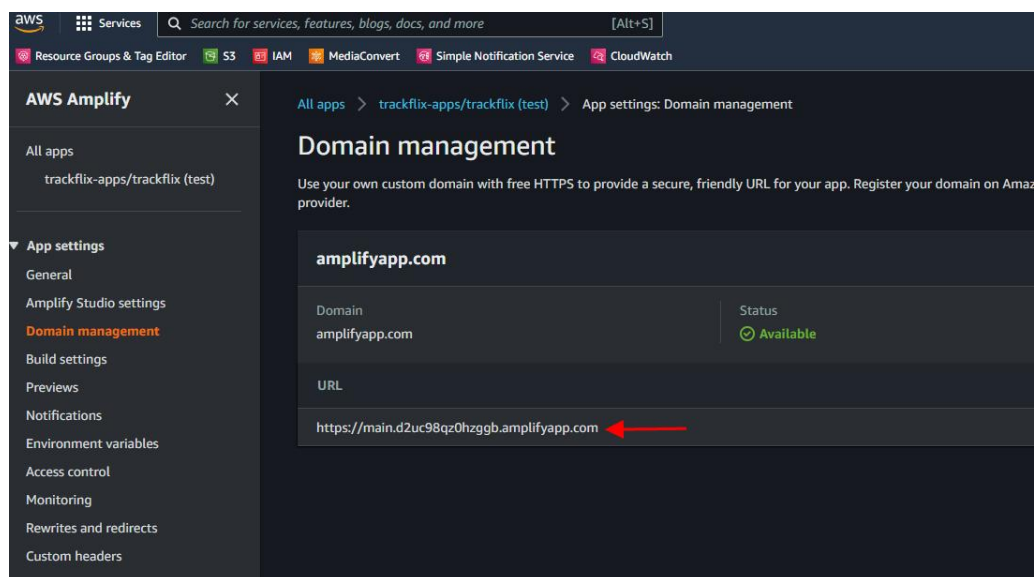 aws
Services
Search for services, features, blogs, docs, and more [Alt+S]
Resource Groups & Tag Editor S3 IAM MediaConvert Simple Notification Service CloudWatch
AWS Amplify
All apps
trackflix-apps/trackflix (test)
App settings
General
Amplify Studio settings
Domain management
Build settings
Previews
Notifications
Environment variables
Access control
Monitoring
Rewrites and redirects
Custom headers
All apps > trackflix-apps/trackflix (test) > App settings: Domain management
Domain management
Use your own custom domain with free HTTPS to provide a secure, friendly URL for your app. Register your domain on Amaz
provider.
amplifyapp.com
Domain
amplifyapp.com
Status
Available
URL
https://main.d2uc98qz0hzggb.amplifyapp.com